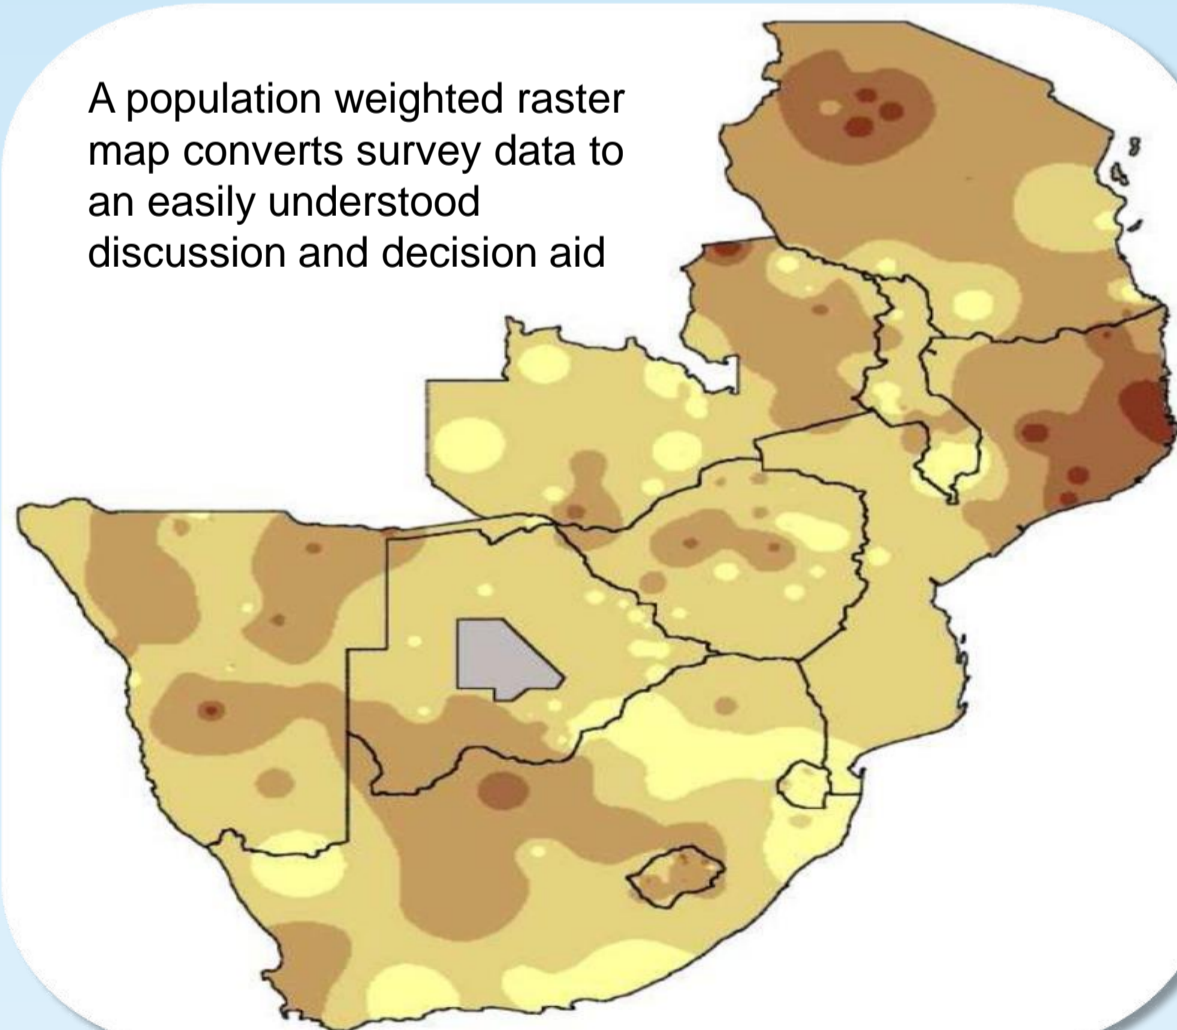 A population weighted raster
map converts survey data to
an easily understood
discussion and decision aid